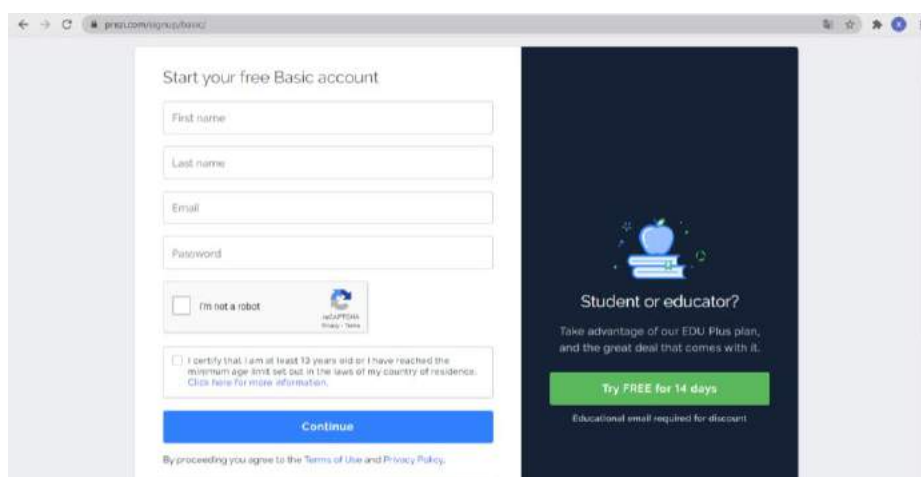 prezi.com/signup/basic/
Start your free Basic account
First name
Last name
Email
Password
I'm not a robot
reCAPTCHA
Privacy - Terms
I certify that I am at least 13 years old or I have reached the
minimum age limit set out in the laws of my country of residence.
Click here for more information.
Continue
By proceeding you agree to the Terms of Use and Privacy Policy.
Student or educator?
Take advantage of our EDU Plus plan,
and the great deal that comes with it.
Try FREE for 14 days
Educational email required for discount